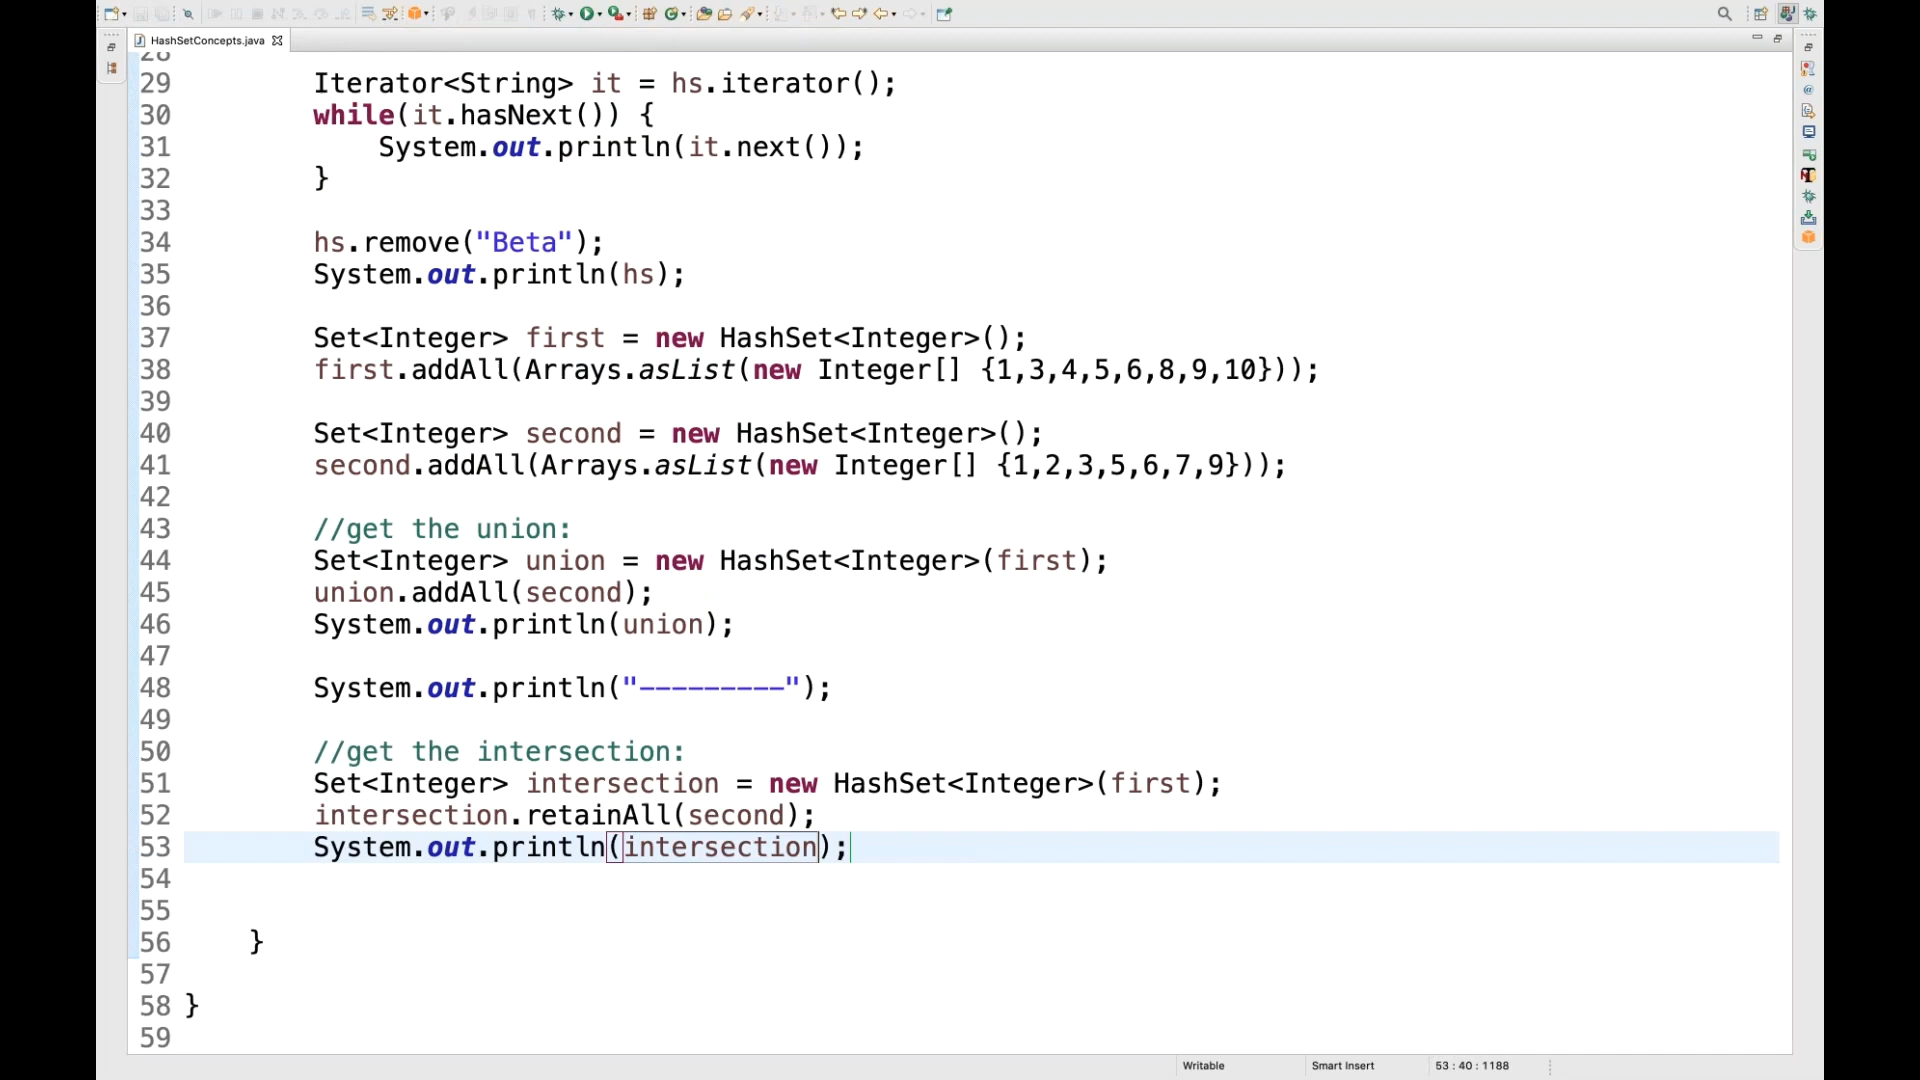 HashSetConcepts.java
28
29 Iterator<String> it = hs.iterator();
30 while(it.hasNext()) {
31 System.out.println(it.next());
32 }
33
34 hs.remove("Beta");
35 System.out.println(hs);
36
37 Set<Integer> first = new HashSet<Integer>();
38 first.addAll(Arrays.asList(new Integer[] {1,3,4,5,6,8,9,10}));
39
40 Set<Integer> second = new HashSet<Integer>();
41 second.addAll(Arrays.asList(new Integer[] {1,2,3,5,6,7,9}));
42
43 //get the union:
44 Set<Integer> union = new HashSet<Integer>(first);
45 union.addAll(second);
46 System.out.println(union);
47
48 System.out.println("---------");
49
50 //get the intersection:
51 Set<Integer> intersection = new HashSet<Integer>(first);
52 intersection.retainAll(second);
53 System.out.println(intersection);
54
55
56 }
57
58 }
59
Writable Smart Insert 53 : 40 : 1188